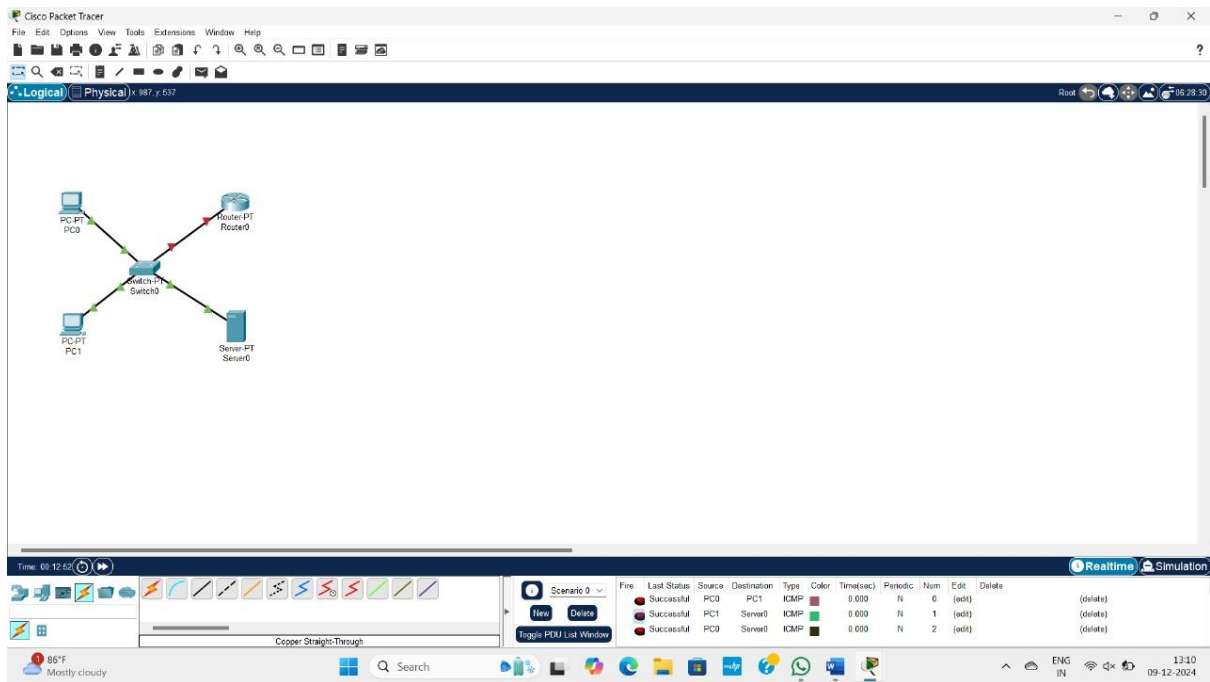 Cisco Packet Tracer
File Edit Options View Tools Extensions Window Help
?
Logical Physical x: 987, y: 537 Root 06:28:30
PC-PT
PC0
Router-PT
Router0
Switch-PT
Switch0
PC-PT
PC1
Server-PT
Server0
Time: 00:12:52 Realtime Simulation
Scenario 0
New Delete
Toggle PDU List Window
Fire Last Status Source Destination Type Color Time(sec) Periodic Num Edit Delete
Successful PC0 PC1 ICMP 0.000 N 0 (edit) (delete)
Successful PC1 Server0 ICMP 0.000 N 1 (edit) (delete)
Successful PC0 Server0 ICMP 0.000 N 2 (edit) (delete)
Copper Straight-Through
1
86°F
Mostly cloudy
Search
ENG
IN
13:10
09-12-2024